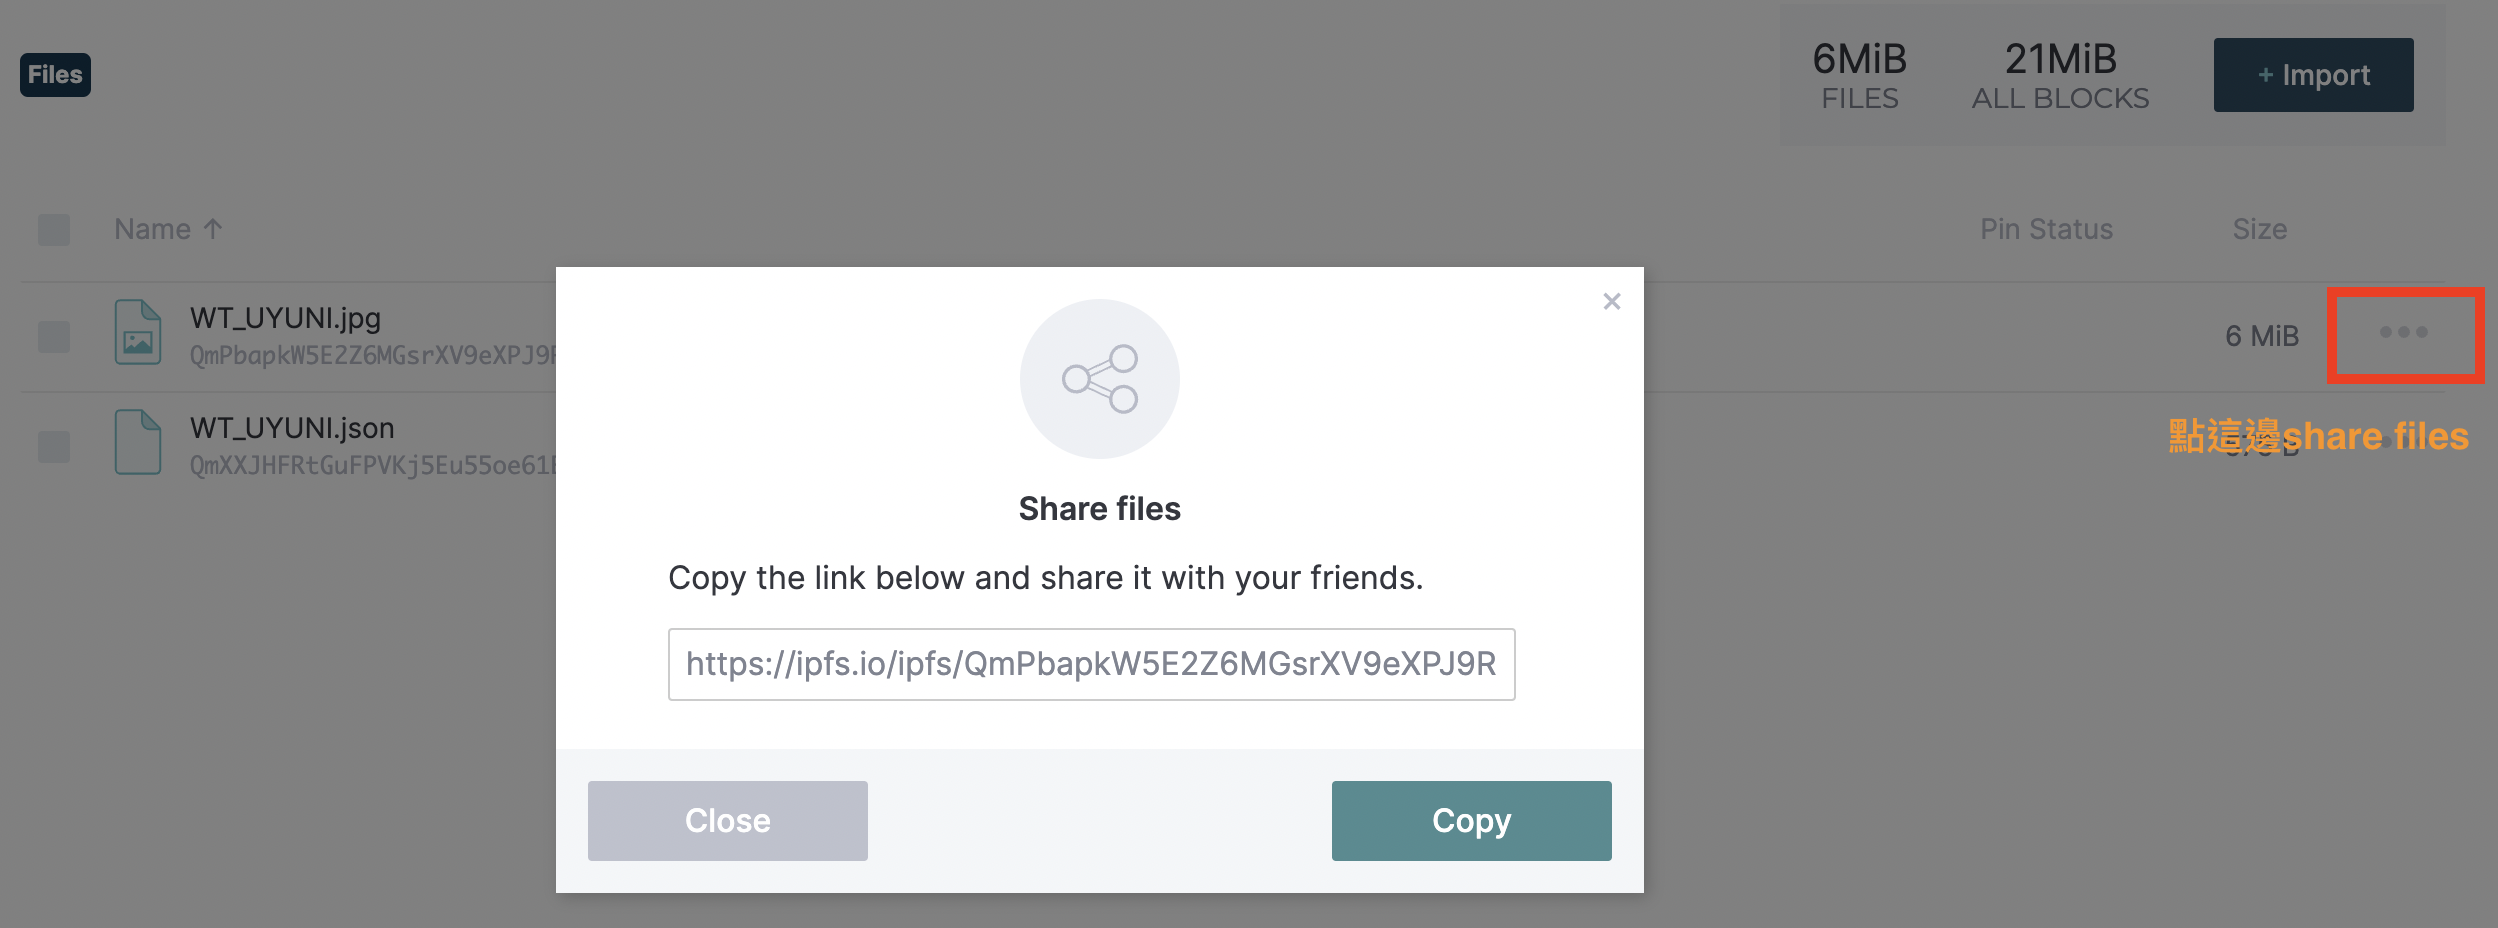 Files
6MiB
FILES
21MiB
ALL BLOCKS
+ Import
Name ↑
Pin Status
Size
WT_UYUNI.jpg
QmPbapkW5E2Z6MGsrXV9eXPJ9R
6 MiB
WT_UYUNI.json
QmXXJHFRtGuFPVKj5Eu55oe61E
點這邊share files
Share files
Copy the link below and share it with your friends.
https://ipfs.io/ipfs/QmPbapkW5E2Z6MGsrXV9eXPJ9R
Close
Copy